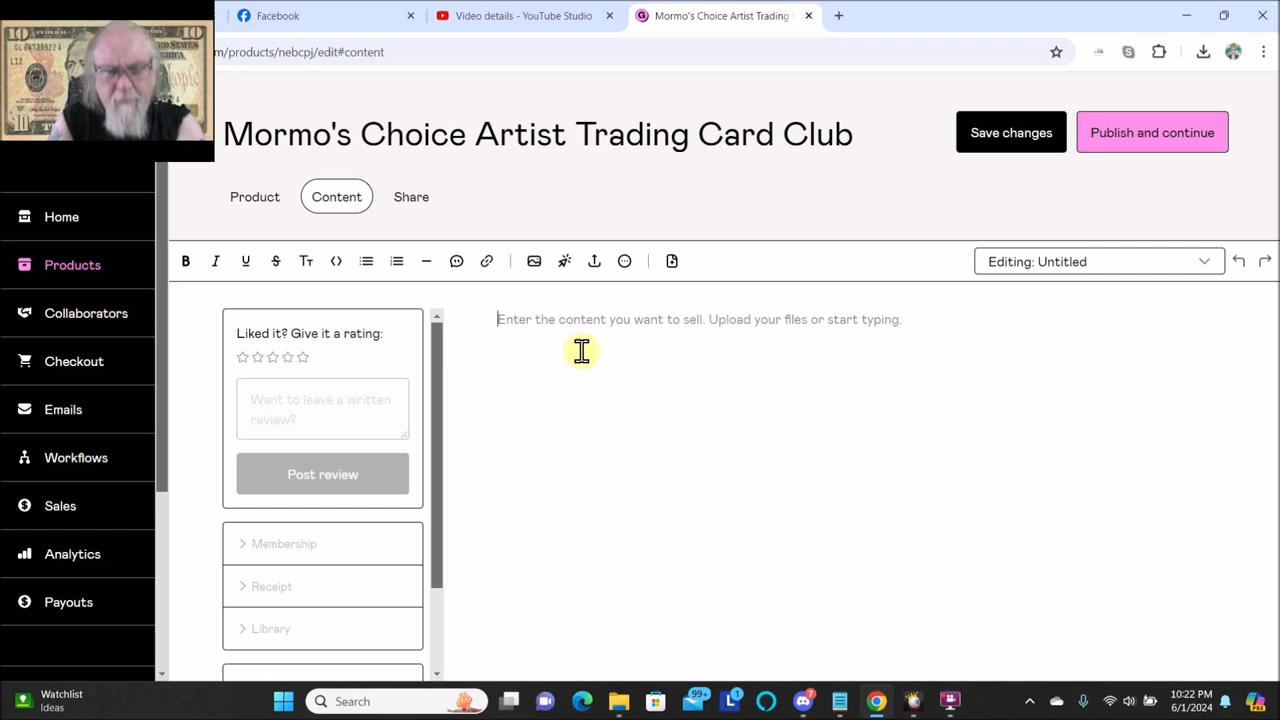 Facebook
Video details - YouTube Studio
Mormo's Choice Artist Trading
m/products/nebcpj/edit#content
Mormo's Choice Artist Trading Card Club
Save changes
Publish and continue
Product
Content
Share
Home
Products
Collaborators
Checkout
Emails
Workflows
Sales
Analytics
Payouts
Editing: Untitled
Liked it? Give it a rating:
Want to leave a written
review?
Post review
Membership
Receipt
Library
Enter the content you want to sell. Upload your files or start typing.
Watchlist
Ideas
Search
99+
1
7
10:22 PM
6/1/2024